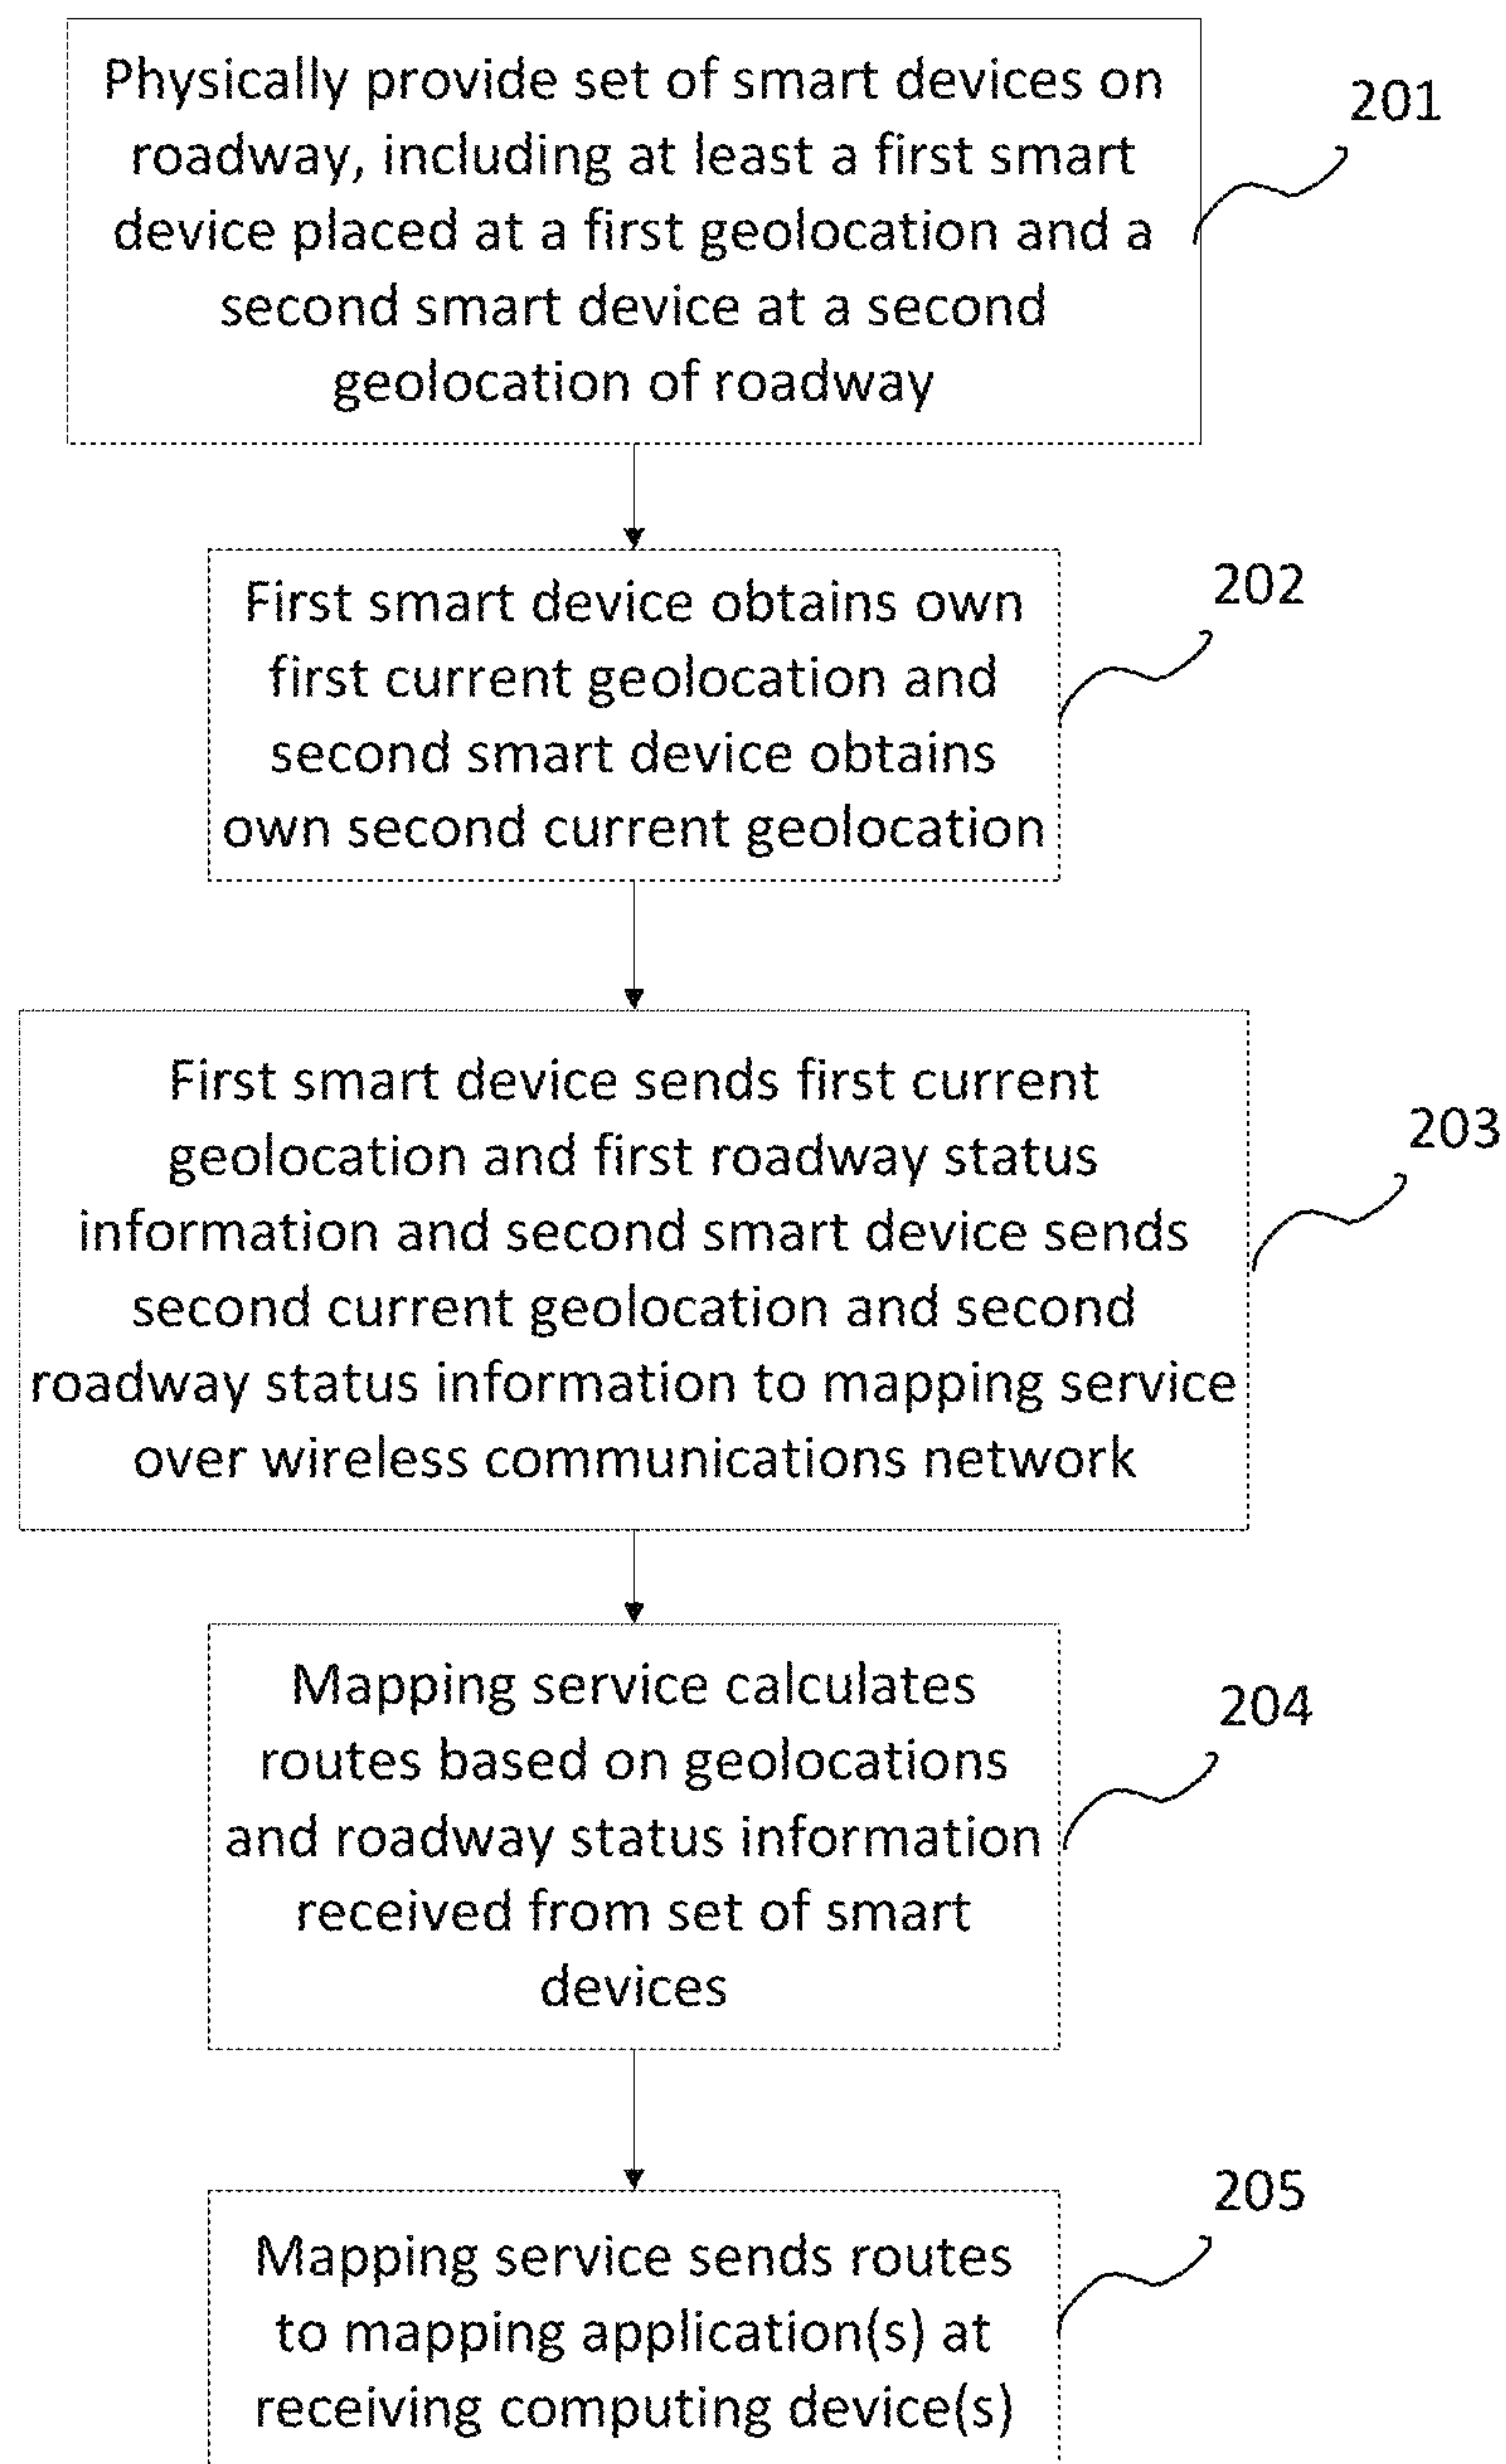 Physically provide set of smart devices on
roadway, including at least a first smart
device placed at a first geolocation and a
second smart device at a second
geolocation of roadway
201
First smart device obtains own
first current geolocation and
second smart device obtains
own second current geolocation
202
First smart device sends first current
geolocation and first roadway status
information and second smart device sends
second current geolocation and second
roadway status information to mapping service
over wireless communications network
203
Mapping service calculates
routes based on geolocations
and roadway status information
received from set of smart
devices
204
Mapping service sends routes
to mapping application(s) at
receiving computing device(s)
205